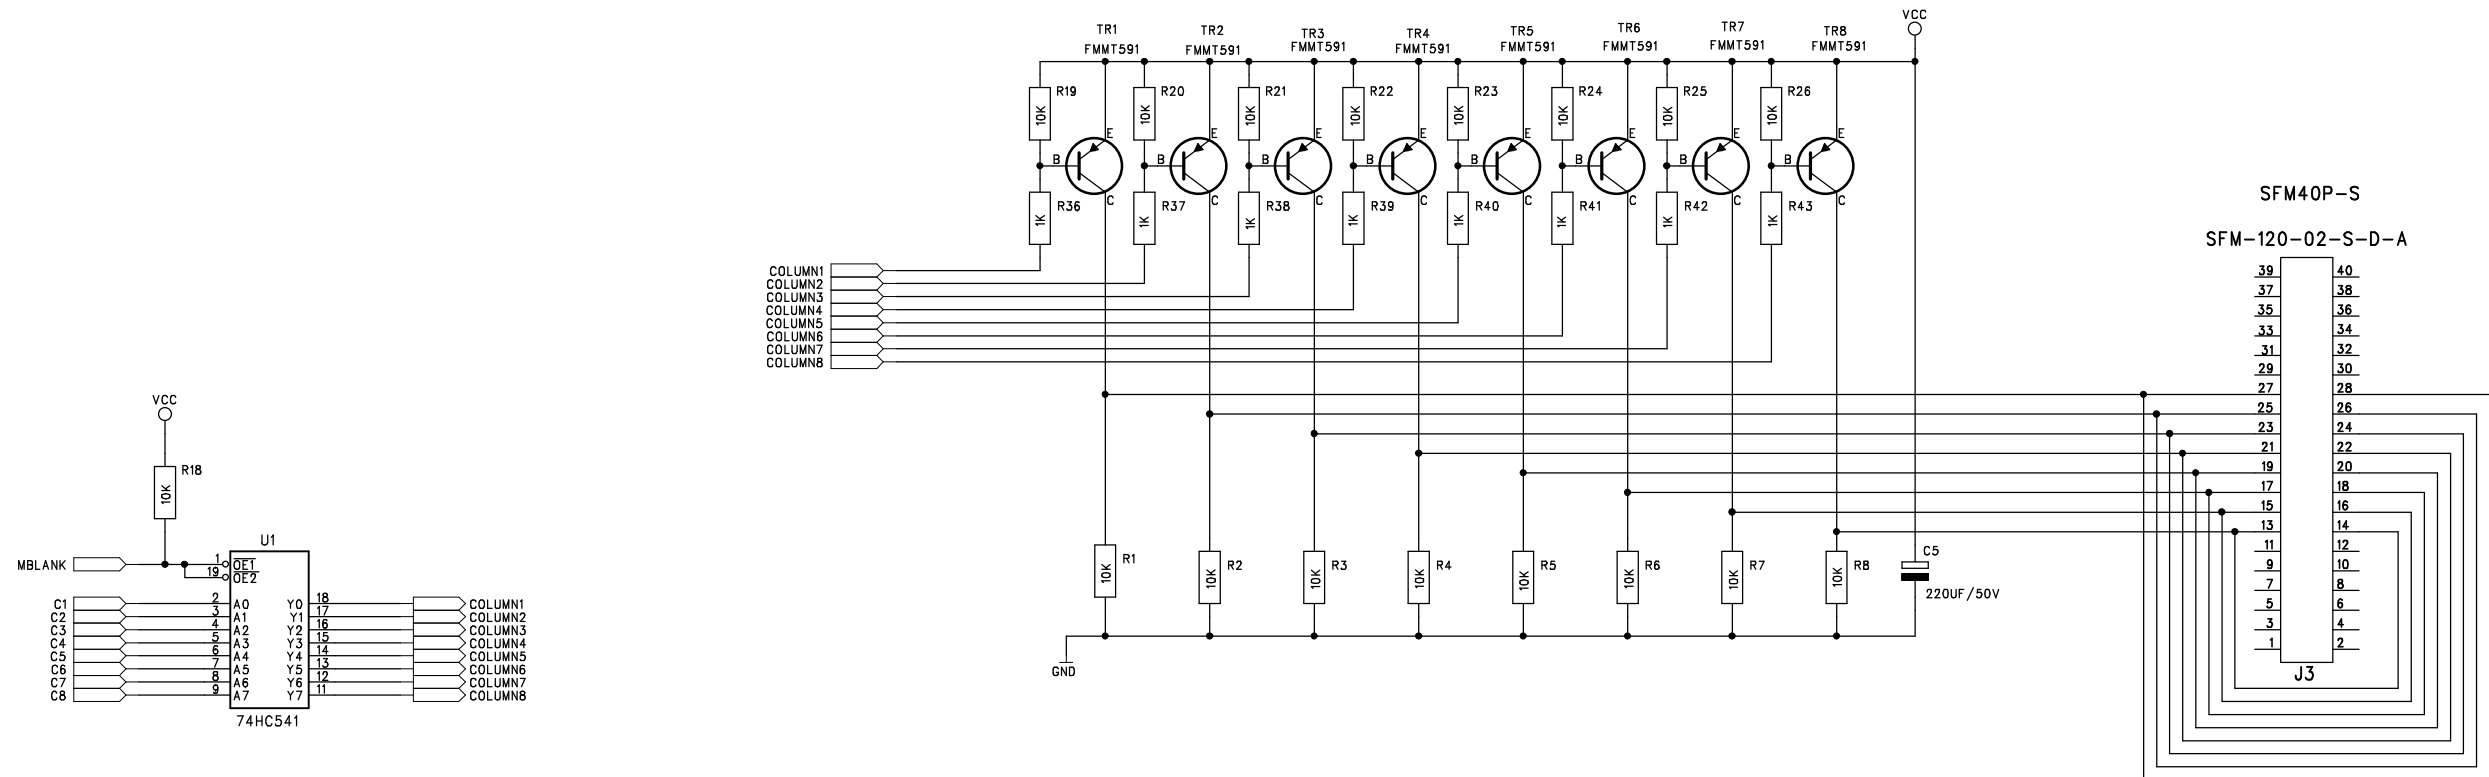 VCC
TR1
TR2
TR3
TR4
TR5
TR6
TR7
TR8
FMMT591
FMMT591
FMMT591
FMMT591
FMMT591
FMMT591
FMMT591
FMMT591
R19
R20
R21
R22
R23
R24
R25
R26
10K
10K
10K
10K
10K
10K
10K
10K
E
E
E
E
E
E
E
E
B
B
B
B
B
B
B
B
C
C
C
C
C
C
C
C
R36
R37
R38
R39
R40
R41
R42
R43
1K
1K
1K
1K
1K
1K
1K
1K
COLUMN1
COLUMN2
COLUMN3
COLUMN4
COLUMN5
COLUMN6
COLUMN7
COLUMN8
SFM40P-S
SFM-120-02-S-D-A
39 40
37 38
35 36
33 34
31 32
29 30
27 28
25 26
23 24
21 22
19 20
17 18
15 16
13 14
11 12
9 10
7 8
5 6
3 4
1 2
J3
R1
R2
R3
R4
R5
R6
R7
R8
10K
10K
10K
10K
10K
10K
10K
10K
C5
220UF/50V
GND
VCC
R18
10K
U1
MBLANK
1 OE1
19 OE2
C1 2 A0 Y0 18 COLUMN1
C2 3 A1 Y1 17 COLUMN2
C3 4 A2 Y2 16 COLUMN3
C4 5 A3 Y3 15 COLUMN4
C5 6 A4 Y4 14 COLUMN5
C6 7 A5 Y5 13 COLUMN6
C7 8 A6 Y6 12 COLUMN7
C8 9 A7 Y7 11 COLUMN8
74HC541